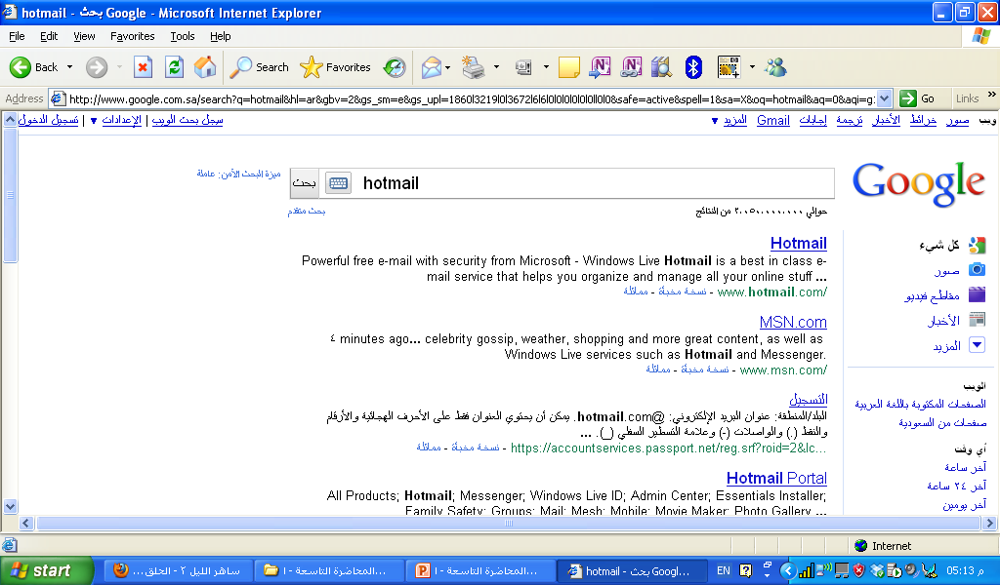 hotmail - بحث Google - Microsoft Internet Explorer
File Edit View Favorites Tools Help
Back Search Favorites
Address http://www.google.com.sa/search?q=hotmail&hl=ar&gbv=2&gs_sm=e&gs_upl=1860l3219l0l3672l6l6l0l0l0l0l0l0ll0l0&safe=active&spell=1&sa=X&oq=hotmail&aq=0&aqi=g1 Go Links »
ويب صور خرائط الأخبار ترجمة إجابات Gmail المزيد ▼
سجل بحث الويب | الإعدادات ▼ | تسجيل الدخول
Google
hotmail
بحث
ميزة البحث الآمن: عاملة
حوالي ٢٠٠٥٠٠٠٠٠٠٠٠ من النتائج
بحث متقدم
كل شيء
صور
مقاطع فيديو
الأخبار
المزيد
الويب
الصفحات المكتوبة باللغة العربية
صفحات من السعودية
أي وقت
آخر ساعة
آخر ٢٤ ساعة
آخر يومين
Hotmail
Powerful free e-mail with security from Microsoft - Windows Live Hotmail is a best in class e-
mail service that helps you organize and manage all your online stuff ...
www.hotmail.com/ - نسخة مخبأة - مماثلة
MSN.com
٤ minutes ago... celebrity gossip, weather, shopping and more great content, as well as
Windows Live services such as Hotmail and Messenger.
www.msn.com/ - نسخة مخبأة - مماثلة
التسجيل
البلد/المنطقة: عنوان البريد الإلكتروني: @hotmail.com. يمكن أن يحتوي العنوان فقط على الأحرف الهجائية والأرقام
والنقط (.) والواصلات (-) وعلامة التسطير السفلي (_). ...
https://accountservices.passport.net/reg.srf?roid=2&lc... - نسخة مخبأة - مماثلة
Hotmail Portal
All Products; Hotmail; Messenger; Windows Live ID; Admin Center; Essentials Installer;
Family Safety; Groups; Mail; Mesh; Mobile; Movie Maker; Photo Gallery ...
Internet
start
ساهر الليل ٢ - الحلق...
المحاضرة التاسعة - ١...
المحاضرة التاسعة - ١...
hotmail - بحث Googl...
EN
05:13 م